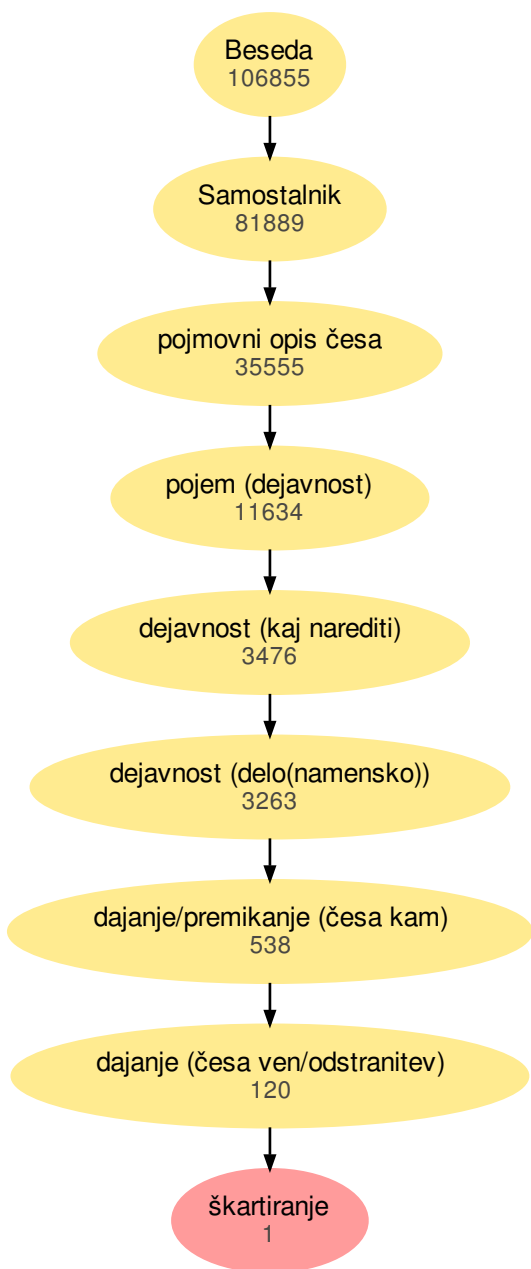 Beseda
106855
Samostalnik
81889
pojmovni opis česa
35555
pojem (dejavnost)
11634
dejavnost (kaj narediti)
3476
dejavnost (delo(namensko))
3263
dajanje/premikanje (česa kam)
538
dajanje (česa ven/odstranitev)
120
škartiranje
1